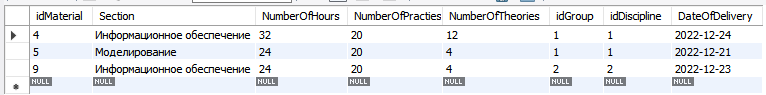 idMaterial Section NumberOfHours NumberOfPracties NumberOfTheories idGroup idDiscipline DateOfDelivery
4 Информационное обеспечение 32 20 12 1 1 2022-12-24
5 Моделирование 24 20 4 1 1 2022-12-21
9 Информационное обеспечение 24 20 4 2 2 2022-12-23
NULL NULL NULL NULL NULL NULL NULL NULL